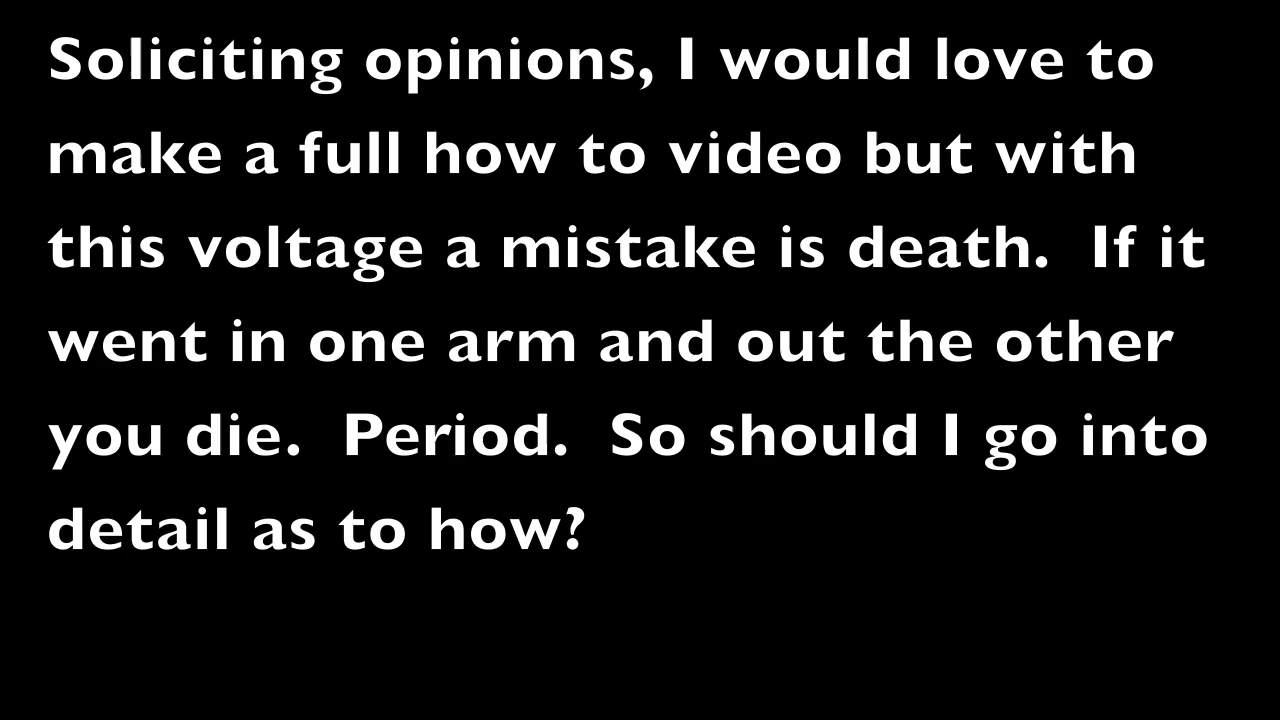 Soliciting opinions, I would love to
make a full how to video but with
this voltage a mistake is death.  If it
went in one arm and out the other
you die.  Period.  So should I go into
detail as to how?